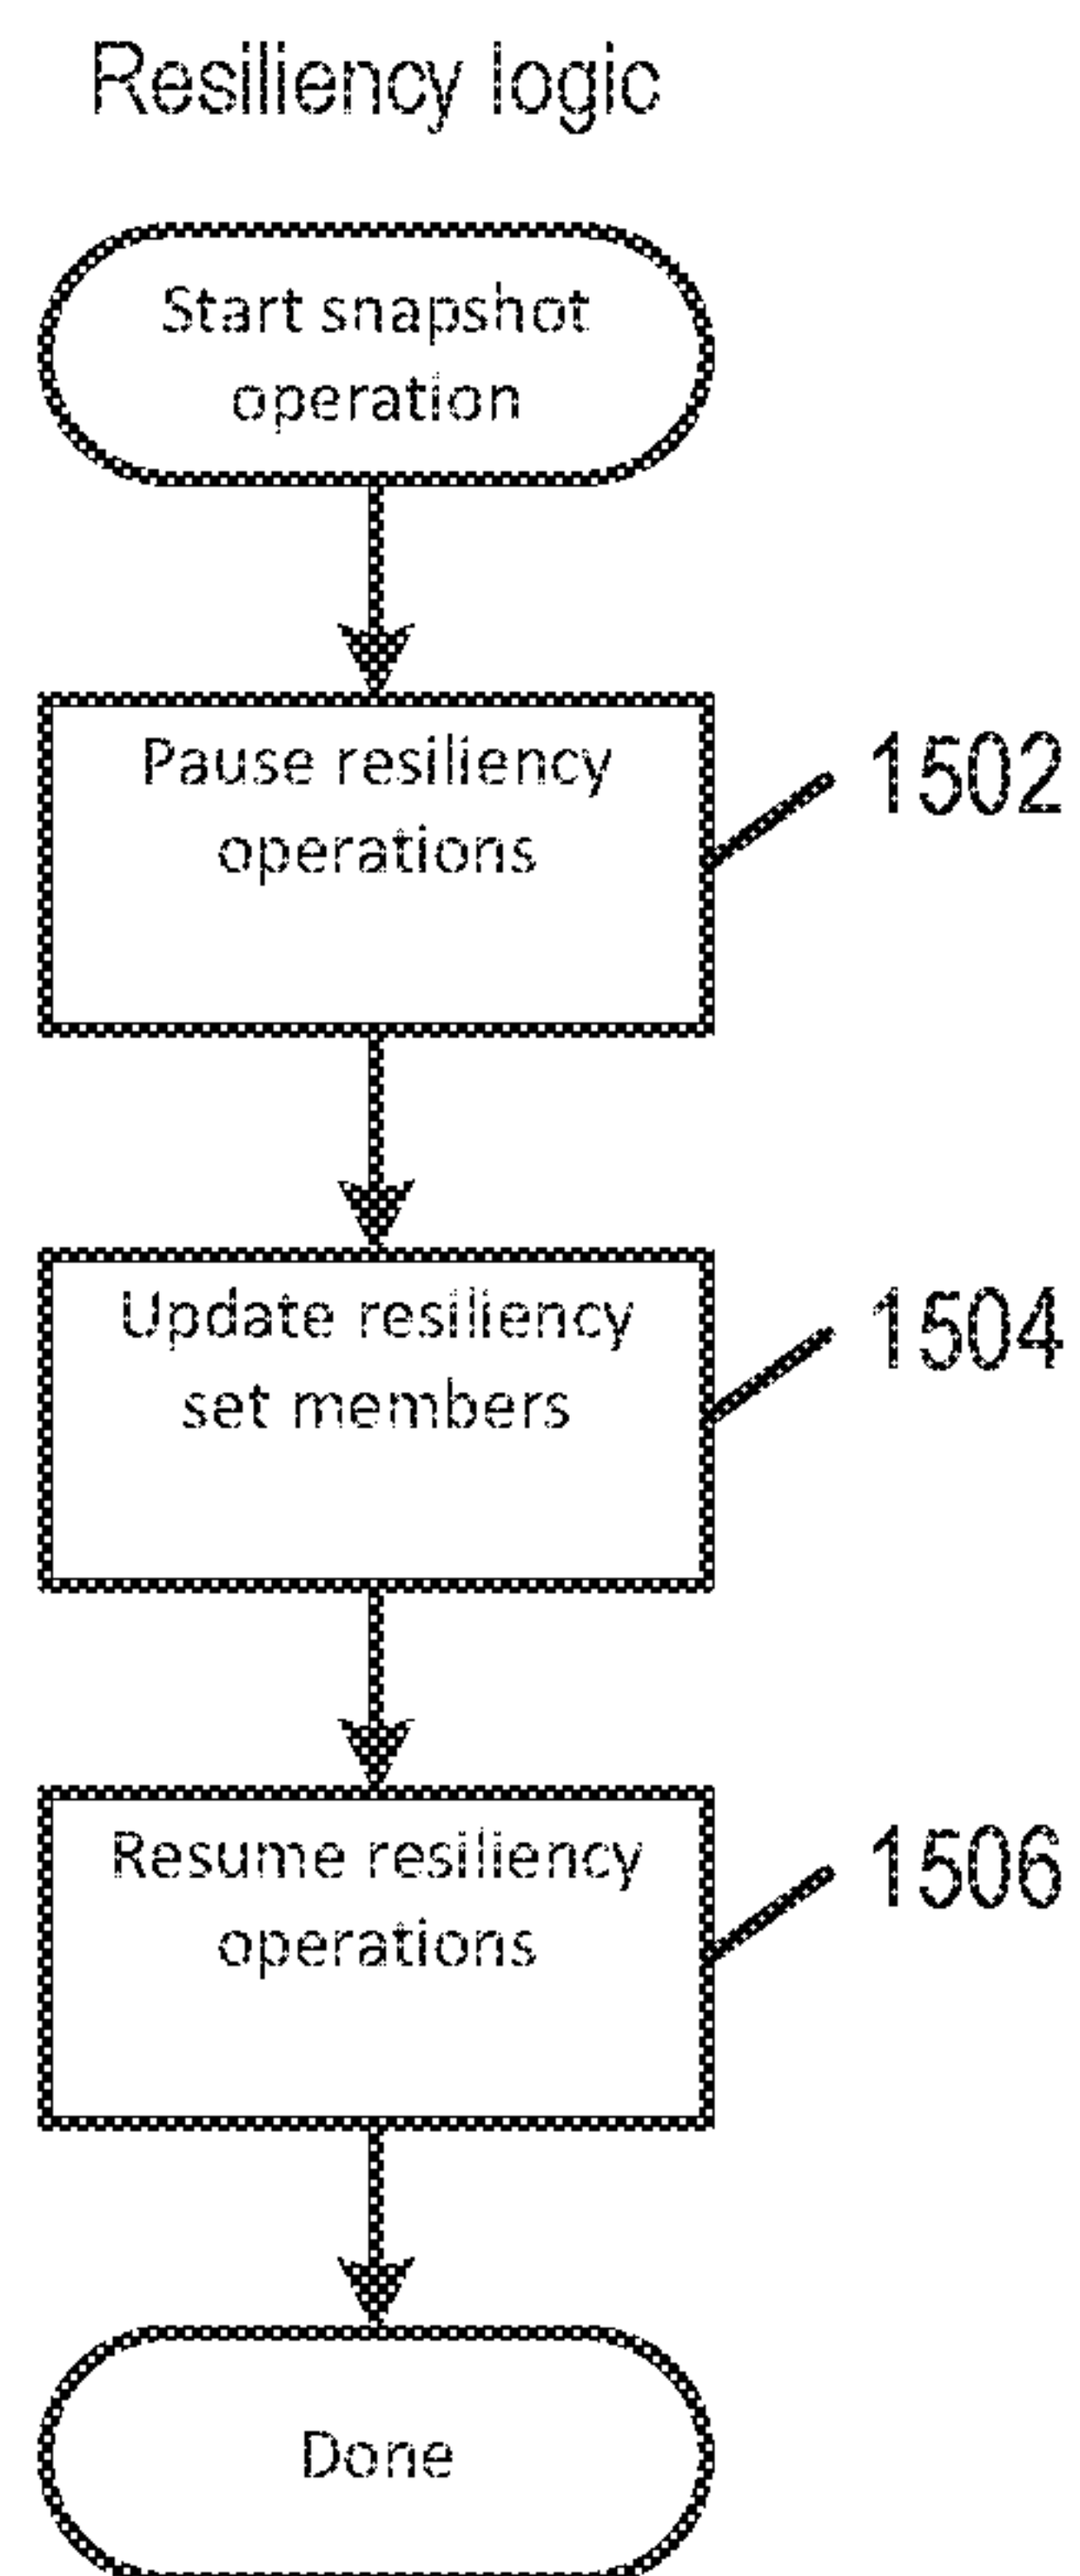 Resiliency logic
Start snapshot
operation
Pause resiliency
operations
1502
Update resiliency
set members
1504
Resume resiliency
operations
1506
Done